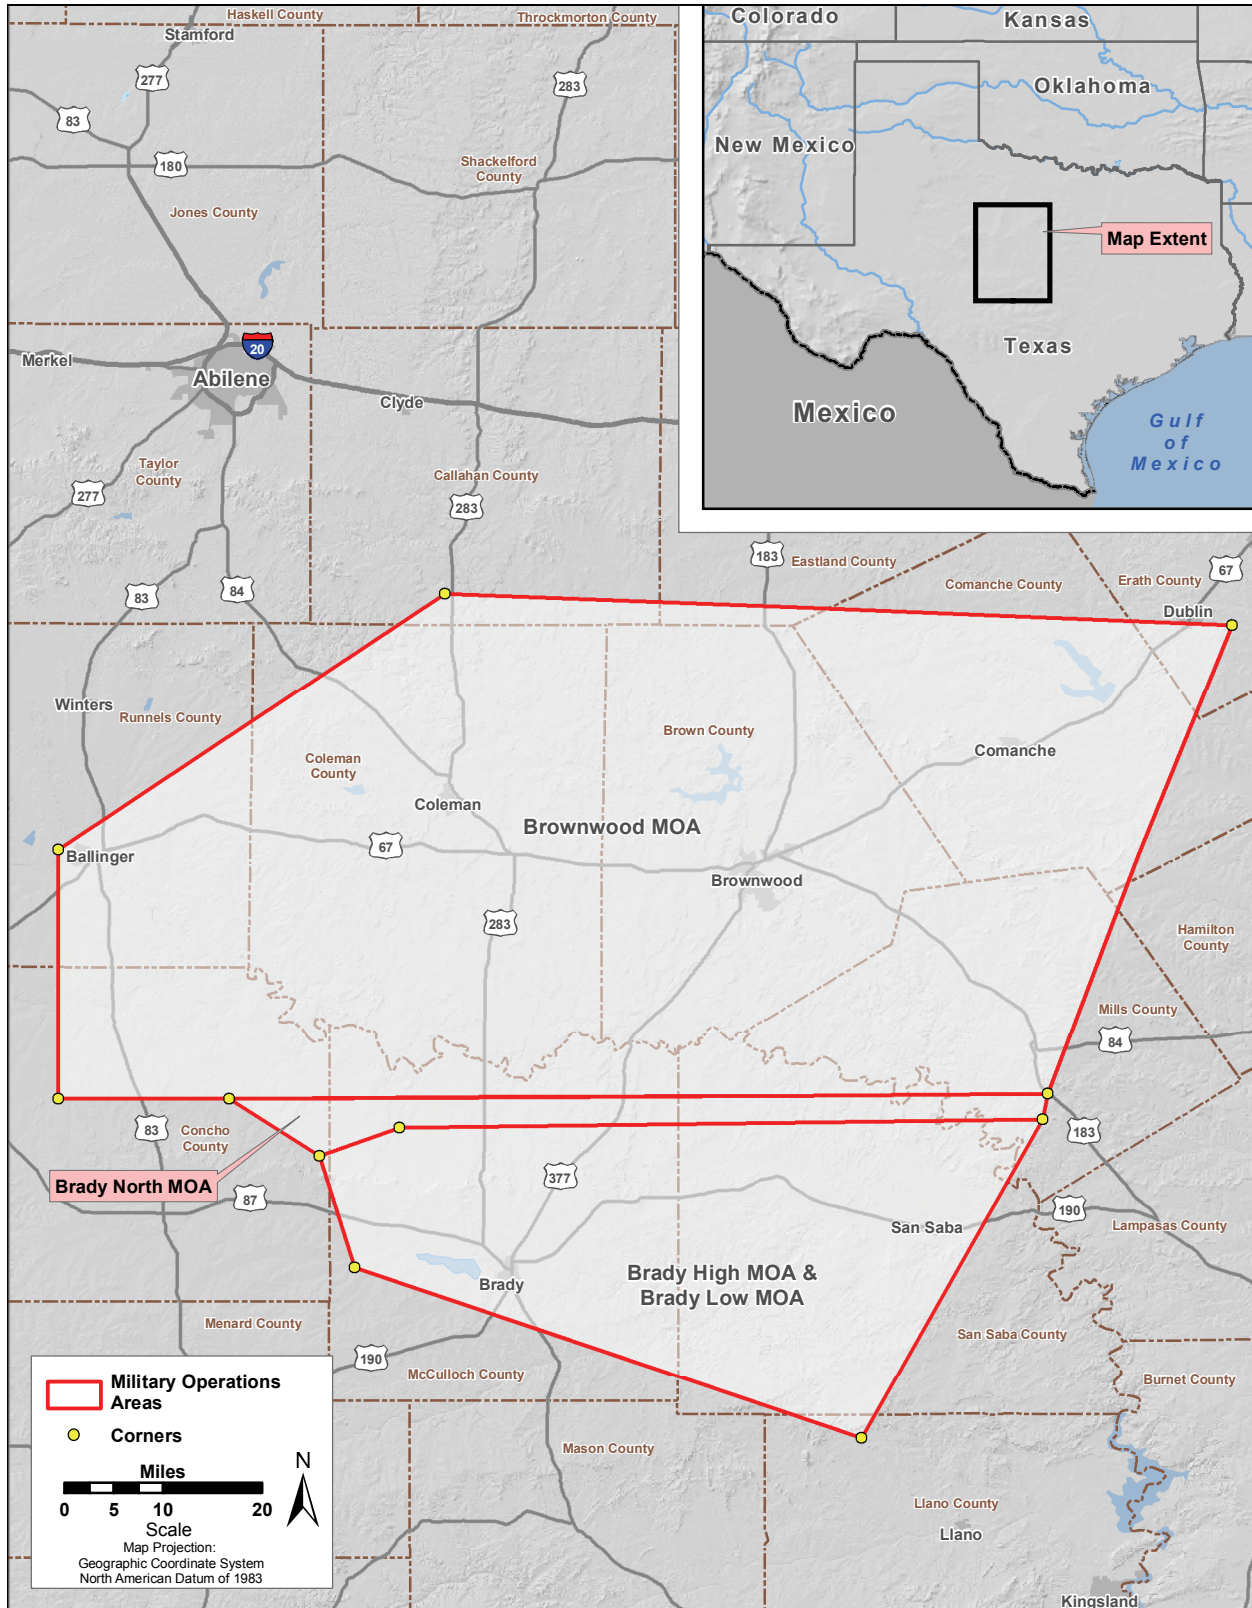 Haskell County
Throckmorton County
Stamford
277
283
83
180
Shackelford
County
Jones County
Colorado
Kansas
Oklahoma
New Mexico
Map Extent
Texas
Mexico
Gulf
of
Mexico
Merkel
20
Abilene
Clyde
Taylor
County
Callahan County
277
283
183
Eastland County
Comanche County
Erath County
67
Dublin
83
84
Winters
Runnels County
Coleman
County
Brown County
Comanche
Coleman
Brownwood MOA
67
Ballinger
Brownwood
283
Hamilton
County
Mills County
84
83
Concho
County
183
Brady North MOA
87
377
190
San Saba
Lampasas County
Brady High MOA &
Brady Low MOA
Brady
Menard County
San Saba County
190
McCulloch County
Burnet County
Military Operations
Areas
Corners
Miles
0 5 10 20
Scale
N
Map Projection:
Geographic Coordinate System
North American Datum of 1983
Mason County
Llano County
Llano
Kingsland